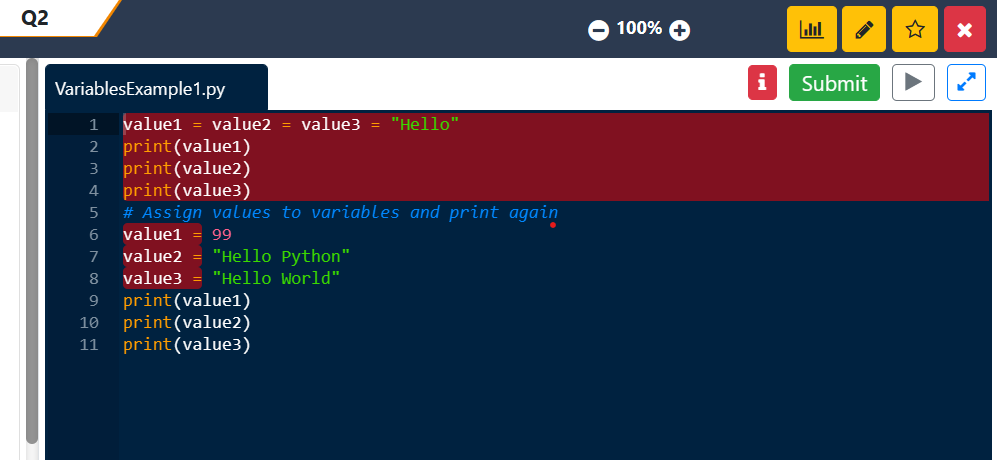 Q2
100%
VariablesExample1.py
Submit
1 value1 = value2 = value3 = "Hello"
2 print(value1)
3 print(value2)
4 print(value3)
5 # Assign values to variables and print again
6 value1 = 99
7 value2 = "Hello Python"
8 value3 = "Hello World"
9 print(value1)
10 print(value2)
11 print(value3)